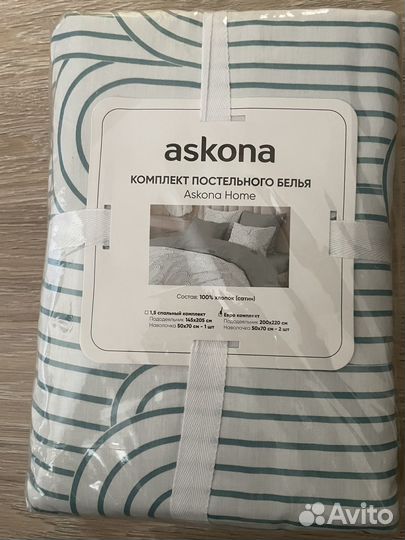 askona
КОМПЛЕКТ ПОСТЕЛЬНОГО БЕЛЬЯ
Askona Home
Состав: 100% хлопок (сатин)
1,5 спальный комплект
Пододеяльник 145х205 см
Наволочка 50х70 см - 1 шт
Евро комплект
Пододеяльник 200х220 см
Наволочка 50х70 см - 2 шт
Avito